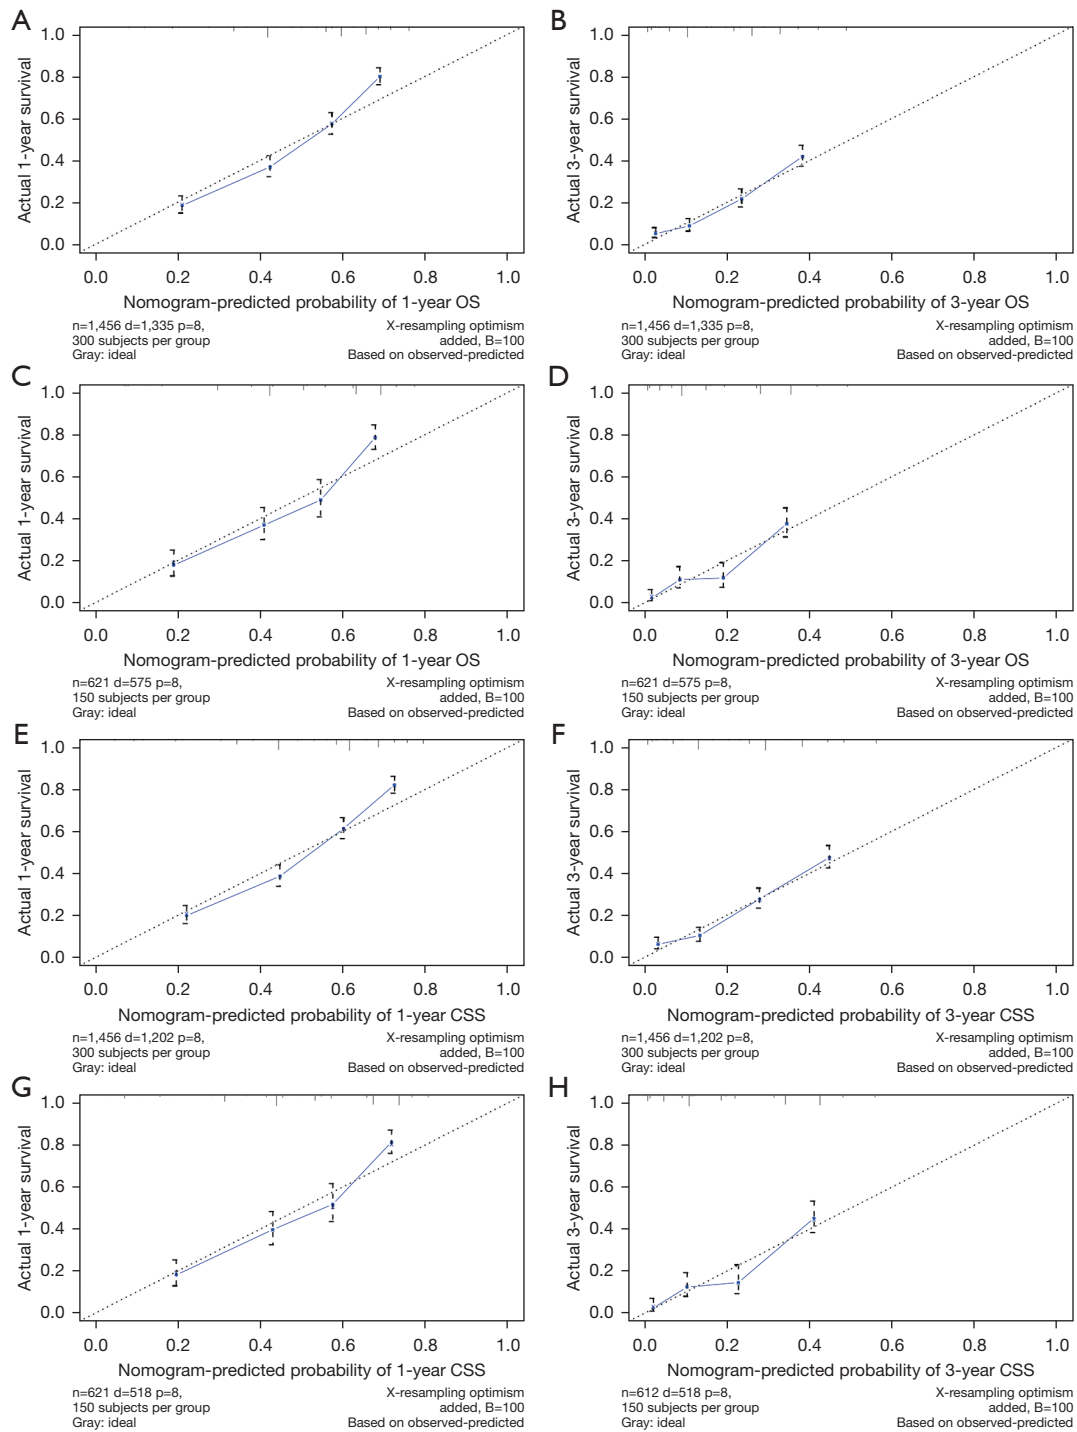 A
1.0
0.8
0.6
0.4
0.2
0.0
Actual 1-year survival
0.0 0.2 0.4 0.6 0.8 1.0
Nomogram-predicted probability of 1-year OS
n=1,456 d=1,335 p=8,
300 subjects per group
Gray: ideal
X-resampling optimism
added, B=100
Based on observed-predicted
B
1.0
0.8
0.6
0.4
0.2
0.0
Actual 3-year survival
0.0 0.2 0.4 0.6 0.8 1.0
Nomogram-predicted probability of 3-year OS
n=1,456 d=1,335 p=8,
300 subjects per group
Gray: ideal
X-resampling optimism
added, B=100
Based on observed-predicted
C
1.0
0.8
0.6
0.4
0.2
0.0
Actual 1-year survival
0.0 0.2 0.4 0.6 0.8 1.0
Nomogram-predicted probability of 1-year OS
n=621 d=575 p=8,
150 subjects per group
Gray: ideal
X-resampling optimism
added, B=100
Based on observed-predicted
D
1.0
0.8
0.6
0.4
0.2
0.0
Actual 3-year survival
0.0 0.2 0.4 0.6 0.8 1.0
Nomogram-predicted probability of 3-year OS
n=621 d=575 p=8,
150 subjects per group
Gray: ideal
X-resampling optimism
added, B=100
Based on observed-predicted
E
1.0
0.8
0.6
0.4
0.2
0.0
Actual 1-year survival
0.0 0.2 0.4 0.6 0.8 1.0
Nomogram-predicted probability of 1-year CSS
n=1,456 d=1,202 p=8,
300 subjects per group
Gray: ideal
X-resampling optimism
added, B=100
Based on observed-predicted
F
1.0
0.8
0.6
0.4
0.2
0.0
Actual 3-year survival
0.0 0.2 0.4 0.6 0.8 1.0
Nomogram-predicted probability of 3-year CSS
n=1,456 d=1,202 p=8,
300 subjects per group
Gray: ideal
X-resampling optimism
added, B=100
Based on observed-predicted
G
1.0
0.8
0.6
0.4
0.2
0.0
Actual 1-year survival
0.0 0.2 0.4 0.6 0.8 1.0
Nomogram-predicted probability of 1-year CSS
n=621 d=518 p=8,
150 subjects per group
Gray: ideal
X-resampling optimism
added, B=100
Based on observed-predicted
H
1.0
0.8
0.6
0.4
0.2
0.0
Actual 3-year survival
0.0 0.2 0.4 0.6 0.8 1.0
Nomogram-predicted probability of 3-year CSS
n=612 d=518 p=8,
150 subjects per group
Gray: ideal
X-resampling optimism
added, B=100
Based on observed-predicted